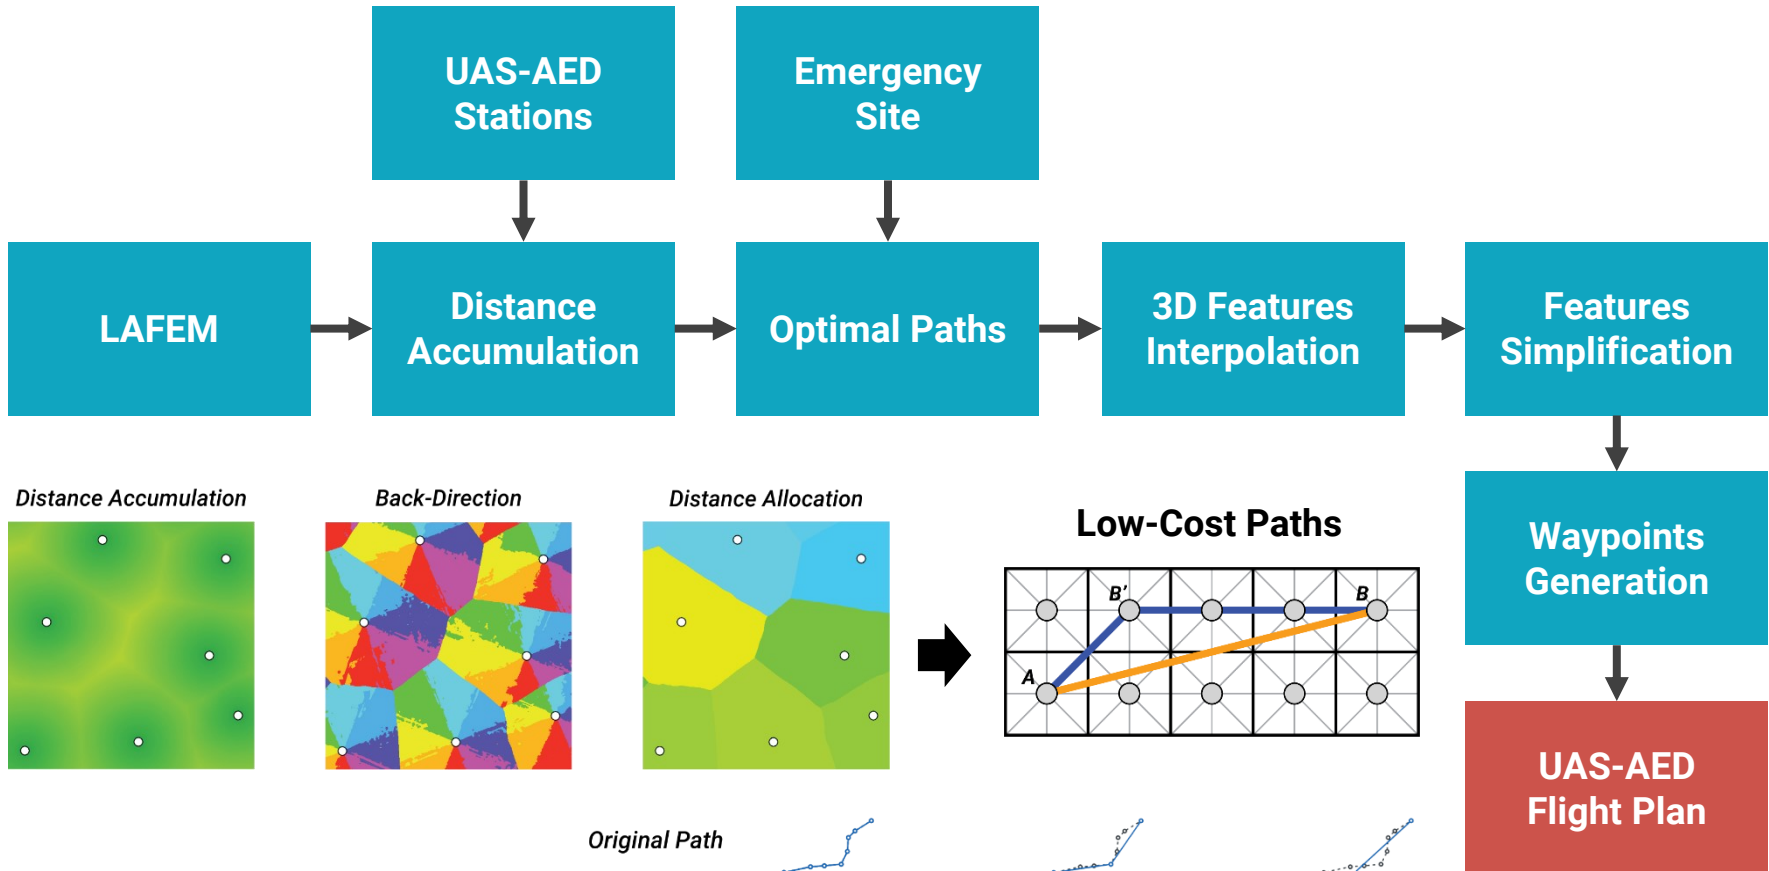 UAS-AED
Stations
Emergency
Site
LAFEM
Distance
Accumulation
Optimal Paths
3D Features
Interpolation
Features
Simplification
Distance Accumulation
Back-Direction
Distance Allocation
Low-Cost Paths
B'
B
A
Waypoints
Generation
UAS-AED
Flight Plan
Original Path